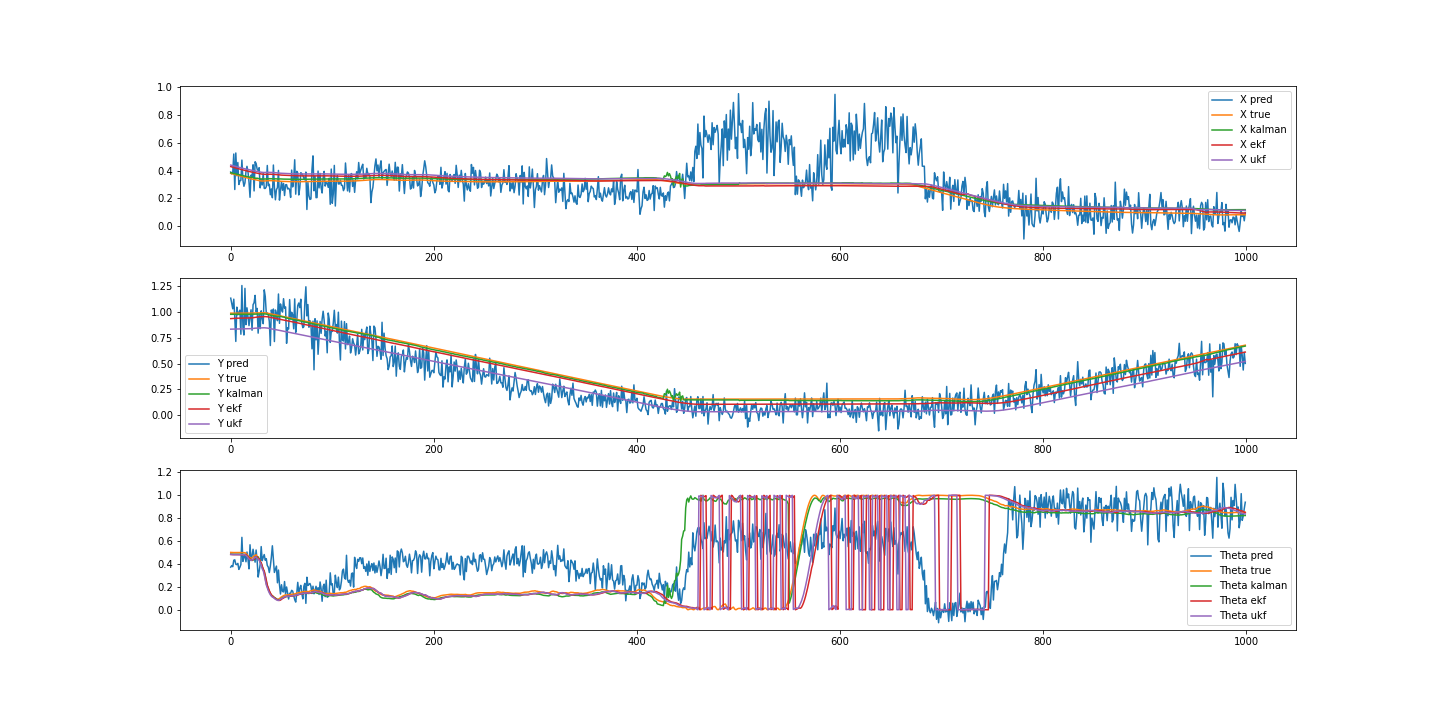 1.0
0.8
0.6
0.4
0.2
0.0
X pred
X true
X kalman
X ekf
X ukf
0 200 400 600 800 1000
1.25
1.00
0.75
0.50
0.25
0.00
Y pred
Y true
Y kalman
Y ekf
Y ukf
0 200 400 600 800 1000
1.2
1.0
0.8
0.6
0.4
0.2
0.0
Theta pred
Theta true
Theta kalman
Theta ekf
Theta ukf
0 200 400 600 800 1000